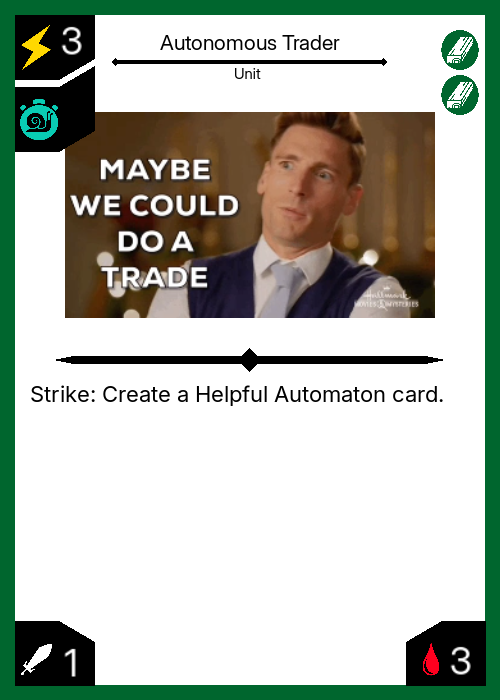 3
Autonomous Trader
Unit
MAYBE
WE COULD
DO A
TRADE
Hallmark
MOVIES & MYSTERIES
Strike: Create a Helpful Automaton card.
1
3